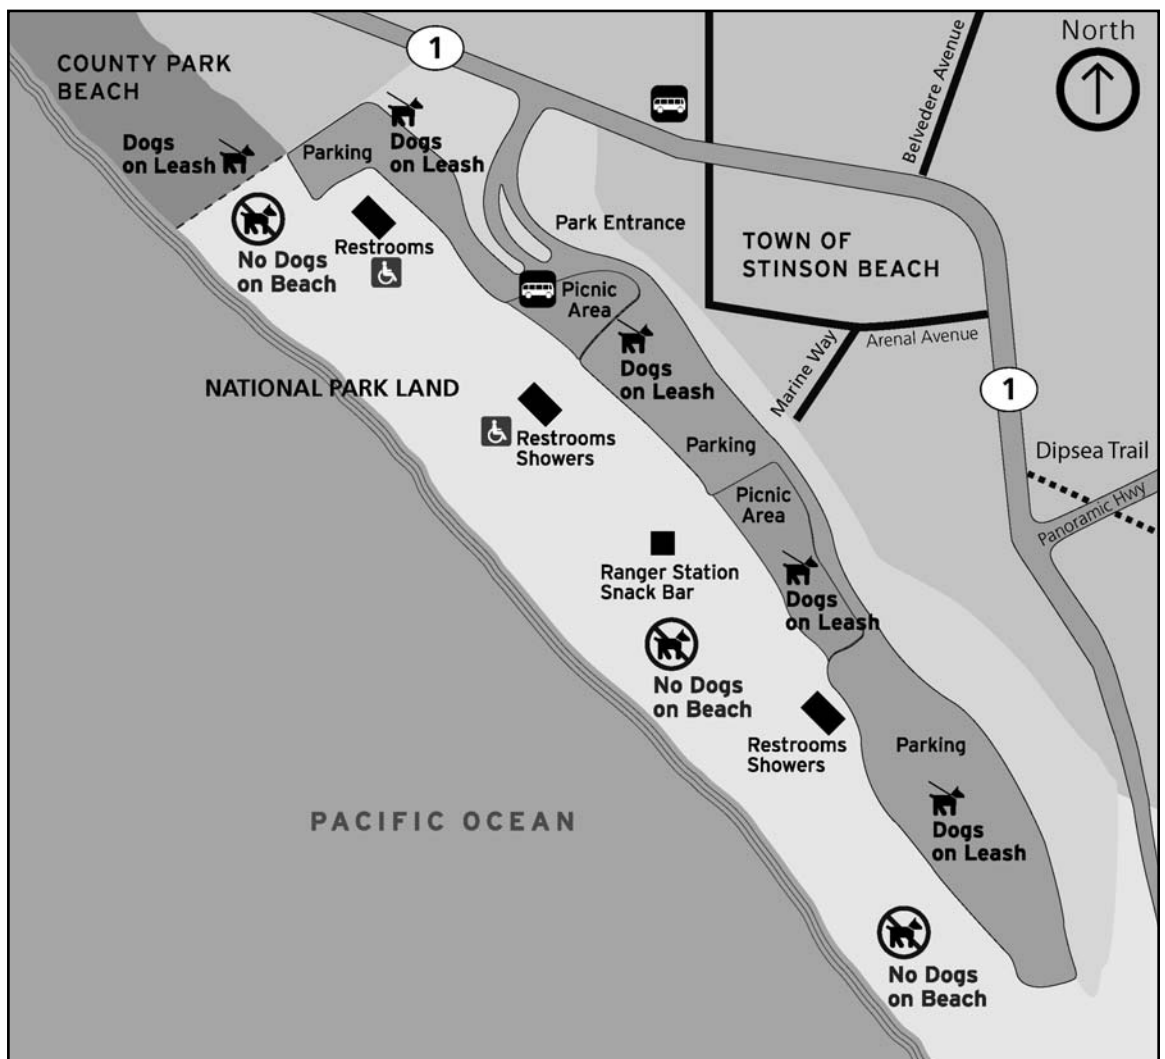 COUNTY PARK
BEACH
1
North
Belvedere Avenue
Dogs
on Leash
Parking
Dogs
on Leash
No Dogs
on Beach
Restrooms
Park Entrance
TOWN OF
STINSON BEACH
Picnic
Area
Marine Way
Arenal Avenue
Dogs
on Leash
NATIONAL PARK LAND
1
Restrooms
Showers
Parking
Dipsea Trail
Panoramic Hwy
Picnic
Area
Ranger Station
Snack Bar
Dogs
on Leash
No Dogs
on Beach
Restrooms
Showers
Parking
PACIFIC OCEAN
Dogs
on Leash
No Dogs
on Beach